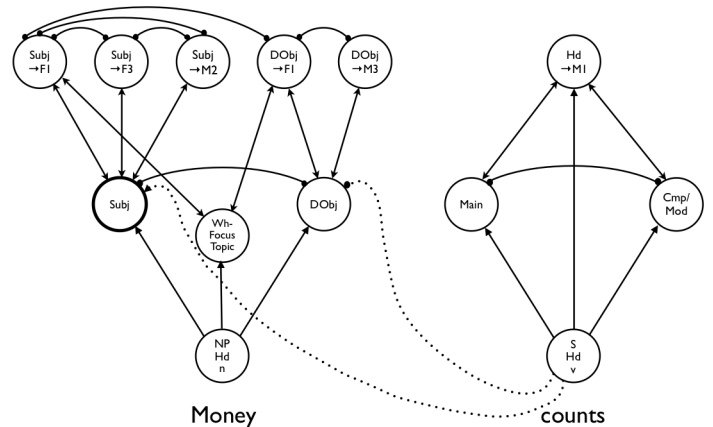 Subj
→F1
Subj
→F3
Subj
→M2
DObj
→F1
DObj
→M3
Hd
→M1
Subj
Wh-
Focus
Topic
DObj
Main
Cmp/
Mod
NP
Hd
n
S
Hd
v
Money
counts